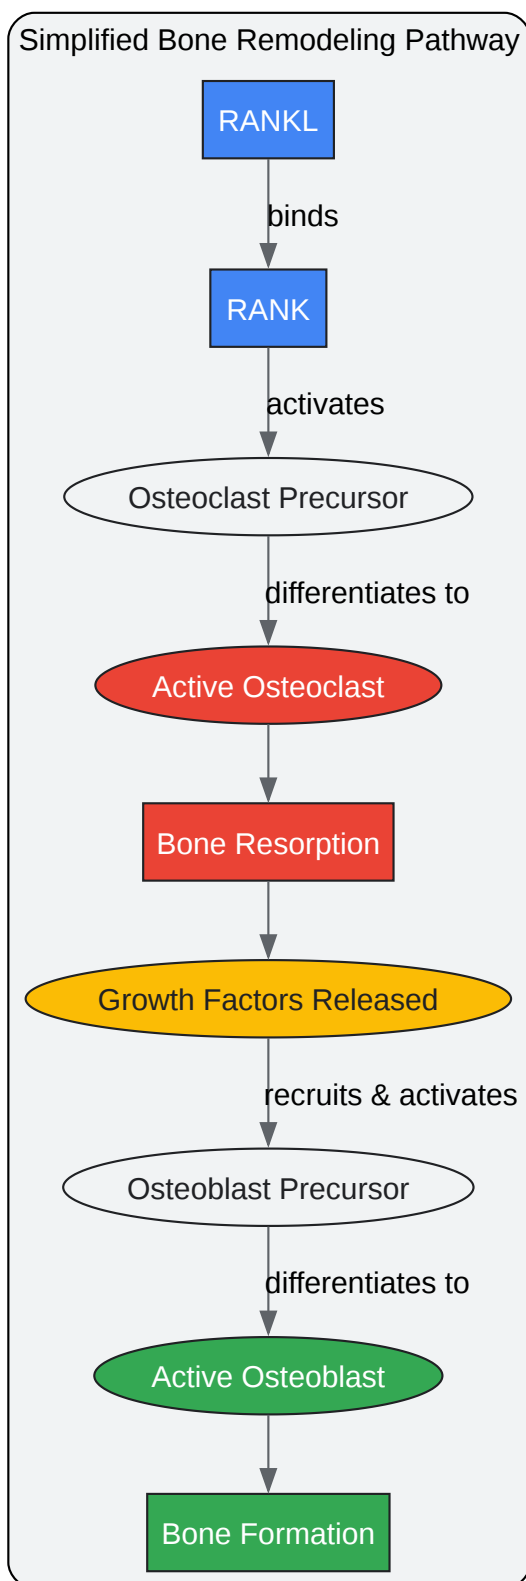 Simplified Bone Remodeling Pathway
RANKL
binds
RANK
activates
Osteoclast Precursor
differentiates to
Active Osteoclast
Bone Resorption
Growth Factors Released
recruits & activates
Osteoblast Precursor
differentiates to
Active Osteoblast
Bone Formation